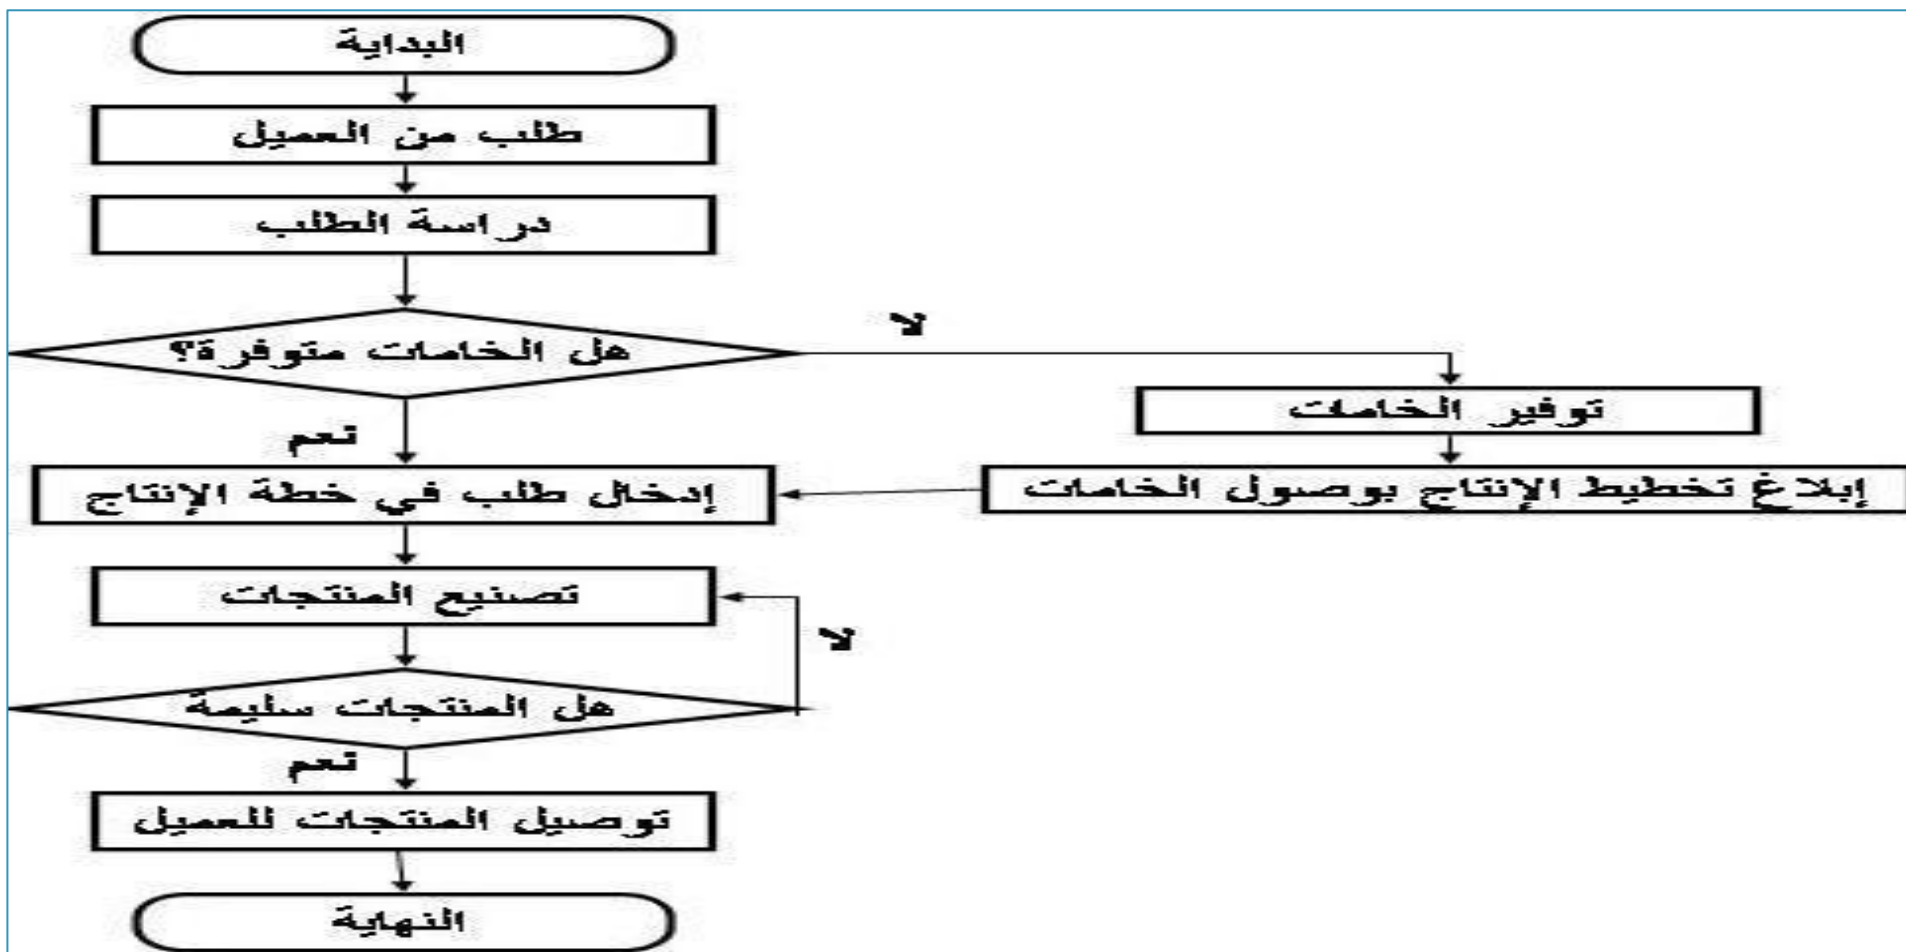 البداية
طلب من العميل
دراسة الطلب
هل الخامات متوفرة؟
لا
توفير الخامات
نعم
إدخال طلب في خطة الإنتاج
إبلاغ تخطيط الإنتاج بوصول الخامات
تصنيع المنتجات
لا
هل المنتجات سليمة
نعم
توصيل المنتجات للعميل
النهاية